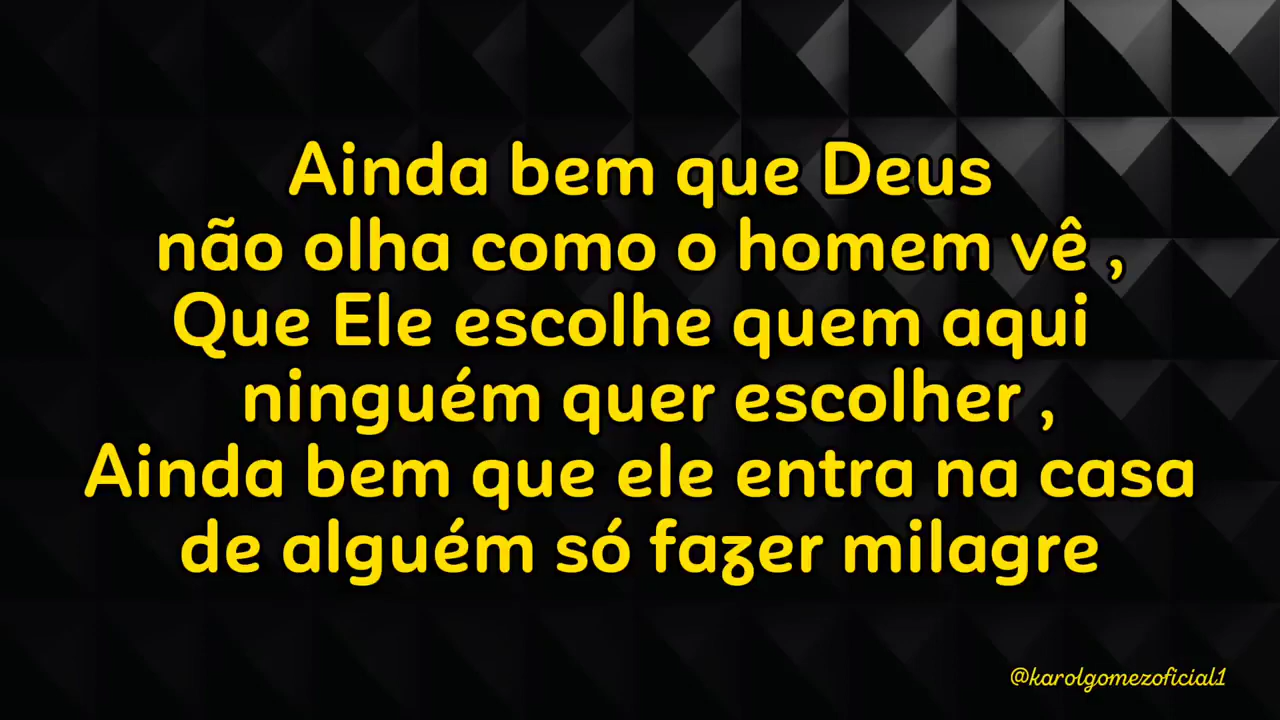 Ainda bem que Deus
não olha como o homem vê ,
Que Ele escolhe quem aqui
ninguém quer escolher ,
Ainda bem que ele entra na casa
de alguém só fazer milagre
@karolgomezoficial1